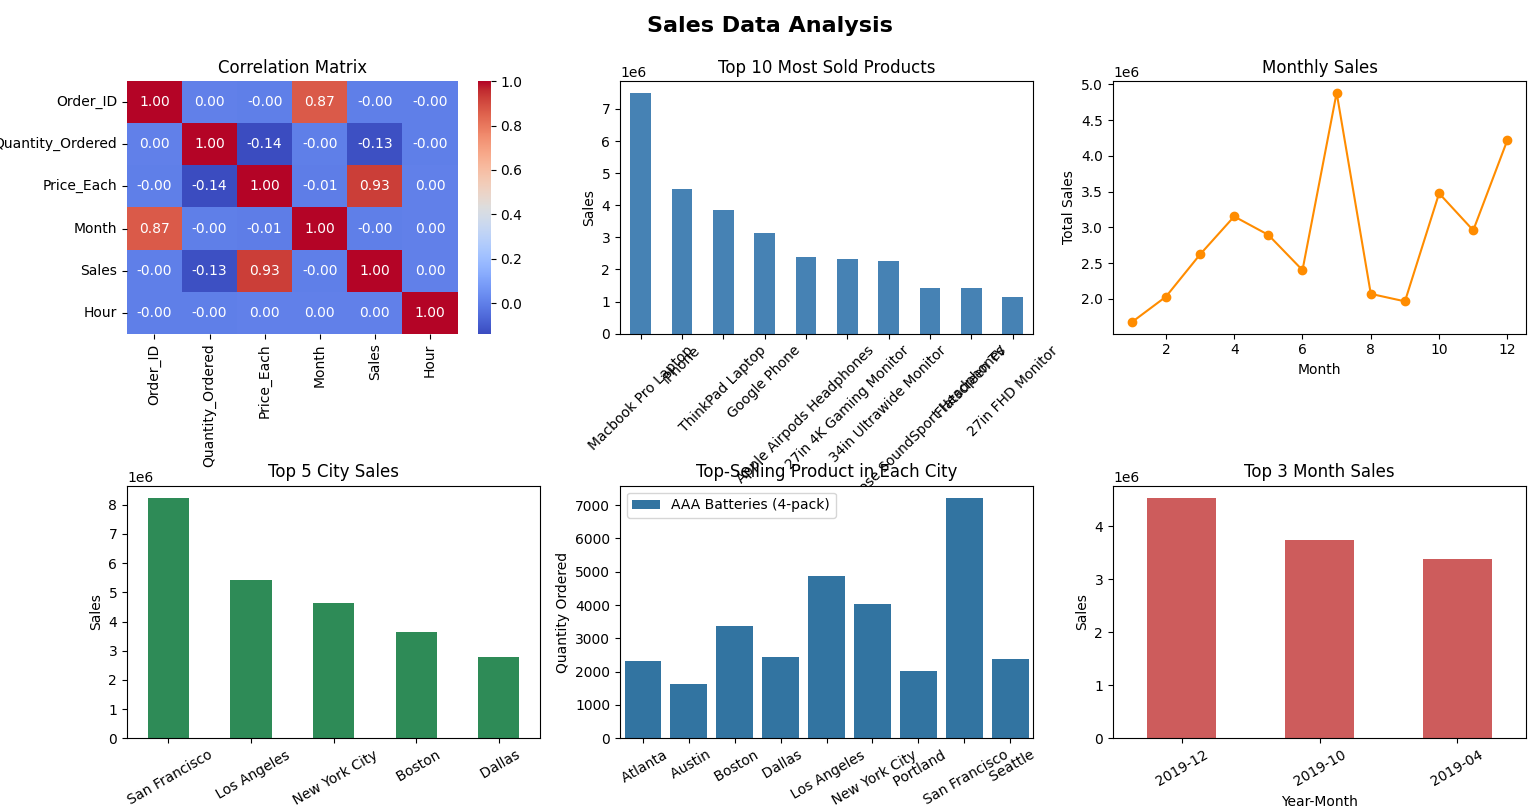 Sales Data Analysis
Correlation Matrix
Order_ID
Quantity_Ordered
Price_Each
Month
Sales
Hour
1.00 0.00 -0.00 0.87 -0.00 -0.00
0.00 1.00 -0.14 -0.00 -0.13 -0.00
-0.00 -0.14 1.00 -0.01 0.93 0.00
0.87 -0.00 -0.01 1.00 -0.00 0.00
-0.00 -0.13 0.93 -0.00 1.00 0.00
-0.00 -0.00 0.00 0.00 0.00 1.00
Order_ID
Quantity_Ordered
Price_Each
Month
Sales
Hour
1.0
0.8
0.6
0.4
0.2
0.0
Top 10 Most Sold Products
1e6
7
6
5
4
3
2
1
0
Sales
Macbook Pro Laptop
iPhone
ThinkPad Laptop
Google Phone
Apple Airpods Headphones
27in 4K Gaming Monitor
34in Ultrawide Monitor
SoundSport Headphones
Flatscreen TV
27in FHD Monitor
Monthly Sales
1e6
5.0
4.5
4.0
3.5
3.0
2.5
2.0
Total Sales
2 4 6 8 10 12
Month
Top 5 City Sales
1e6
8
7
6
5
4
3
2
1
0
Sales
San Francisco
Los Angeles
New York City
Boston
Dallas
Top-Selling Product in Each City
AAA Batteries (4-pack)
7000
6000
5000
4000
3000
2000
1000
0
Quantity Ordered
Atlanta
Austin
Boston
Dallas
Los Angeles
New York City
Portland
San Francisco
Seattle
Top 3 Month Sales
1e6
4
3
2
1
0
Sales
2019-12
2019-10
2019-04
Year-Month